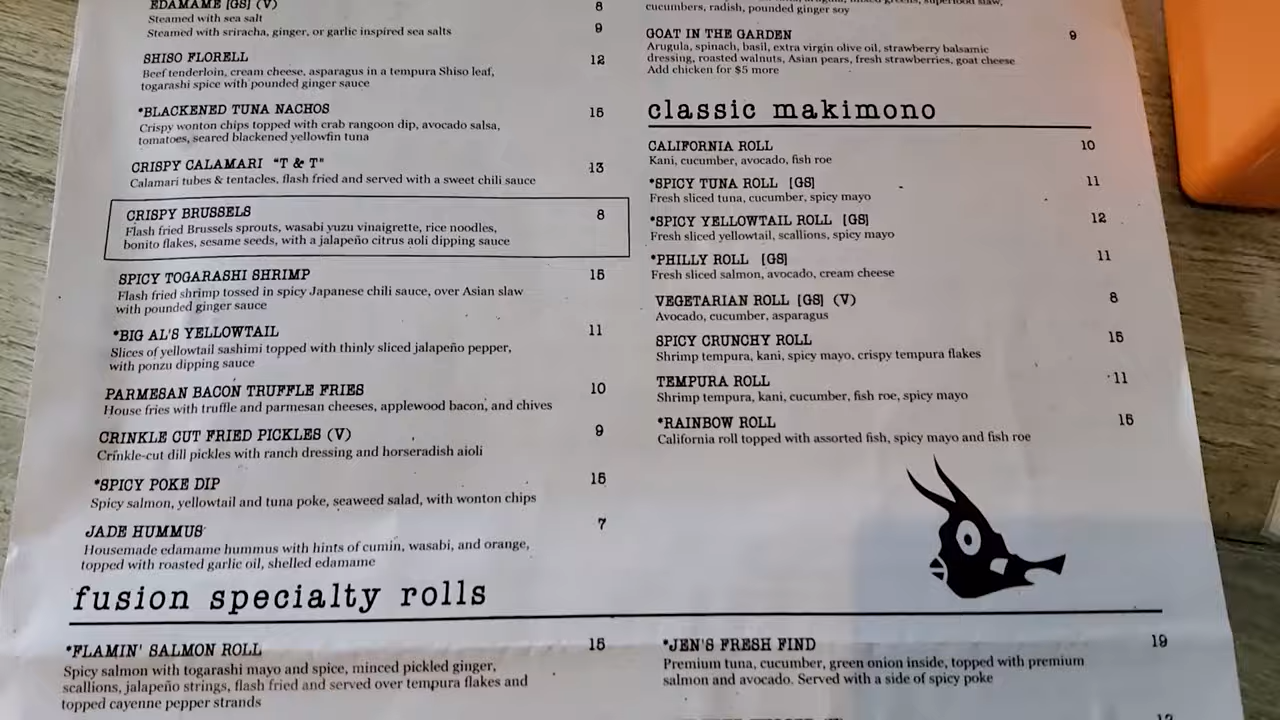 EDAMAME [GS] (V) 8
Steamed with sea salt
Steamed with sriracha, ginger, or garlic inspired sea salts 9
SHISO FLORELL 12
Beef tenderloin, cream cheese, asparagus in a tempura Shiso leaf,
togarashi spice with pounded ginger sauce
*BLACKENED TUNA NACHOS 15
Crispy wonton chips topped with crab rangoon dip, avocado salsa,
tomatoes, seared blackened yellowfin tuna
CRISPY CALAMARI "T & T" 13
Calamari tubes & tentacles, flash fried and served with a sweet chili sauce
CRISPY BRUSSELS 8
Flash fried Brussels sprouts, wasabi yuzu vinaigrette, rice noodles,
bonito flakes, sesame seeds, with a jalapeño citrus aoli dipping sauce
SPICY TOGARASHI SHRIMP 15
Flash fried shrimp tossed in spicy Japanese chili sauce, over Asian slaw
with pounded ginger sauce
*BIG AL'S YELLOWTAIL 11
Slices of yellowtail sashimi topped with thinly sliced jalapeño pepper,
with ponzu dipping sauce
PARMESAN BACON TRUFFLE FRIES 10
House fries with truffle and parmesan cheeses, applewood bacon, and chives
CRINKLE CUT FRIED PICKLES (V) 9
Crinkle-cut dill pickles with ranch dressing and horseradish aioli
*SPICY POKE DIP 15
Spicy salmon, yellowtail and tuna poke, seaweed salad, with wonton chips
JADE HUMMUS 7
Housemade edamame hummus with hints of cumin, wasabi, and orange,
topped with roasted garlic oil, shelled edamame
cucumbers, radish, pounded ginger soy
GOAT IN THE GARDEN 9
Arugula, spinach, basil, extra virgin olive oil, strawberry balsamic
dressing, roasted walnuts, Asian pears, fresh strawberries, goat cheese
Add chicken for $5 more
classic makimono
CALIFORNIA ROLL 10
Kani, cucumber, avocado, fish roe
*SPICY TUNA ROLL [GS] 11
Fresh sliced tuna, cucumber, spicy mayo
*SPICY YELLOWTAIL ROLL [GS] 12
Fresh sliced yellowtail, scallions, spicy mayo
*PHILLY ROLL [GS] 11
Fresh sliced salmon, avocado, cream cheese
VEGETARIAN ROLL [GS] (V) 8
Avocado, cucumber, asparagus
SPICY CRUNCHY ROLL 15
Shrimp tempura, kani, spicy mayo, crispy tempura flakes
TEMPURA ROLL 11
Shrimp tempura, kani, cucumber, fish roe, spicy mayo
*RAINBOW ROLL 15
California roll topped with assorted fish, spicy mayo and fish roe
fusion specialty rolls
*FLAMIN' SALMON ROLL 15
Spicy salmon with togarashi mayo and spice, minced pickled ginger,
scallions, jalapeño strings, flash fried and served over tempura flakes and
topped cayenne pepper strands
*JEN'S FRESH FIND 19
Premium tuna, cucumber, green onion inside, topped with premium
salmon and avocado. Served with a side of spicy poke